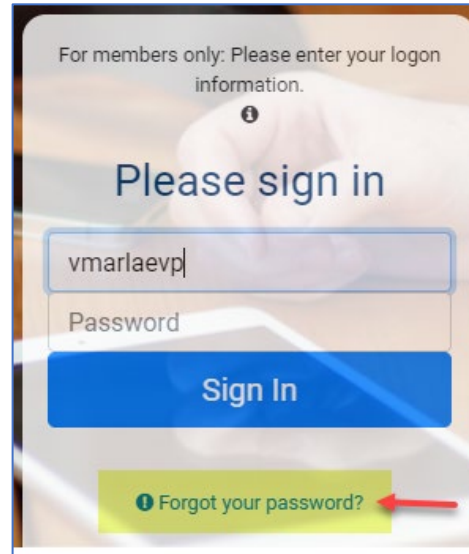 For members only: Please enter your logon
information.
Please sign in
vmarlaevp
Password
Sign In
Forgot your password?